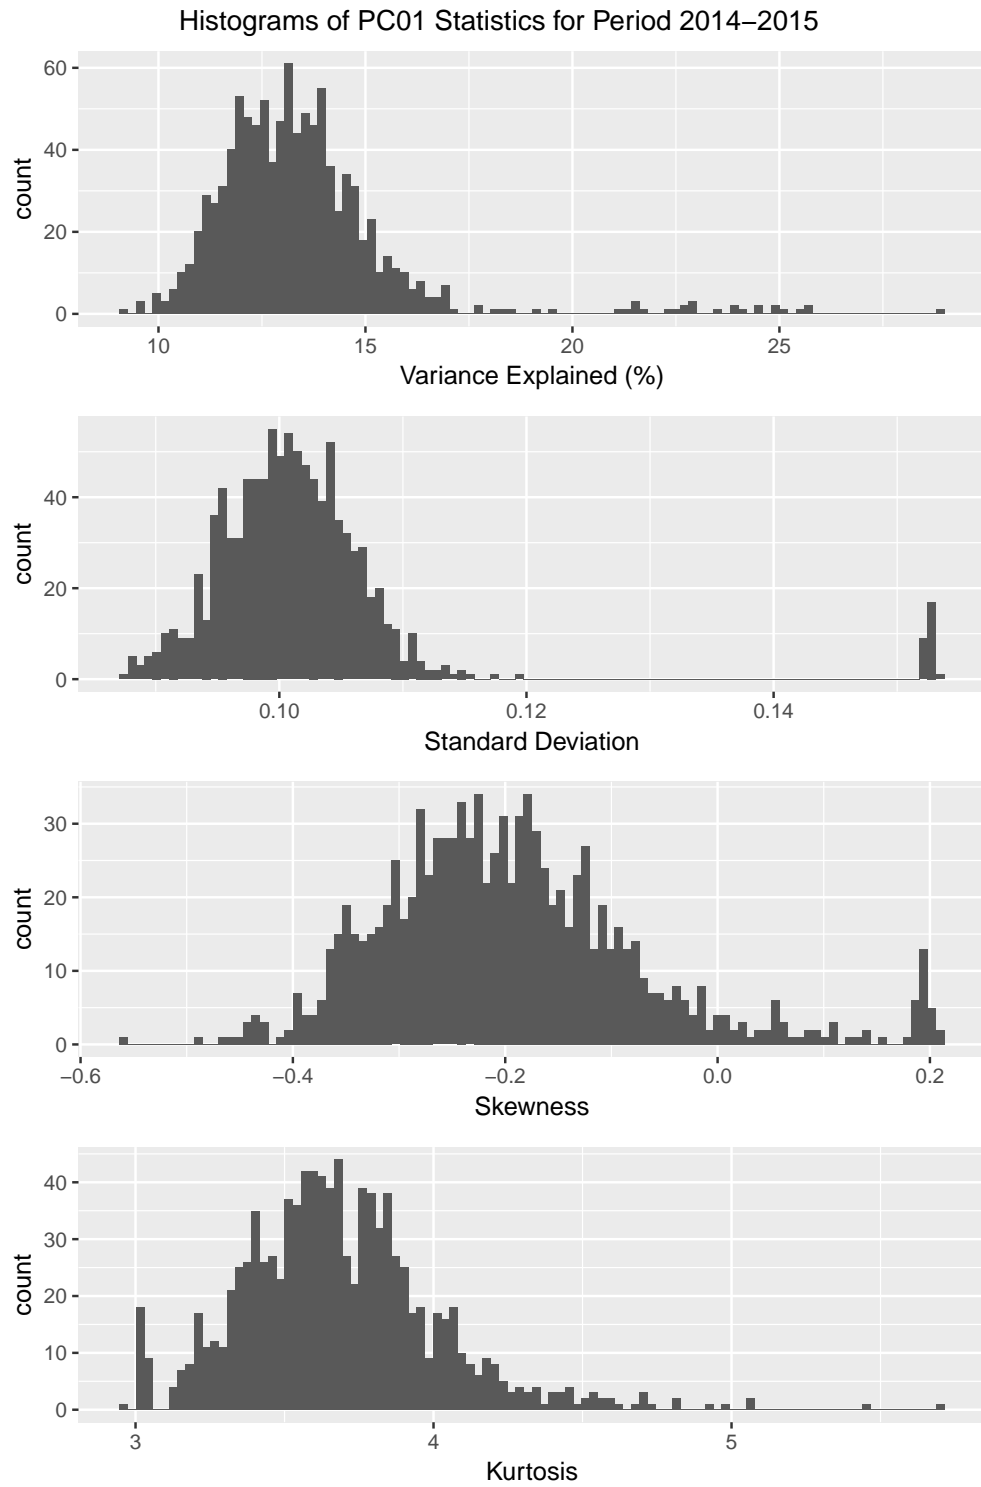 Histograms of PC01 Statistics for Period 2014–2015
60
40
20
0
count
10 15 20 25
Variance Explained (%)
40
20
0
count
0.10 0.12 0.14
Standard Deviation
30
20
10
0
count
−0.6 −0.4 −0.2 0.0 0.2
Skewness
40
30
20
10
0
count
3 4 5
Kurtosis